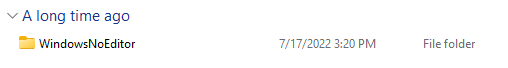 A long time ago
WindowsNoEditor 7/17/2022 3:20 PM File folder